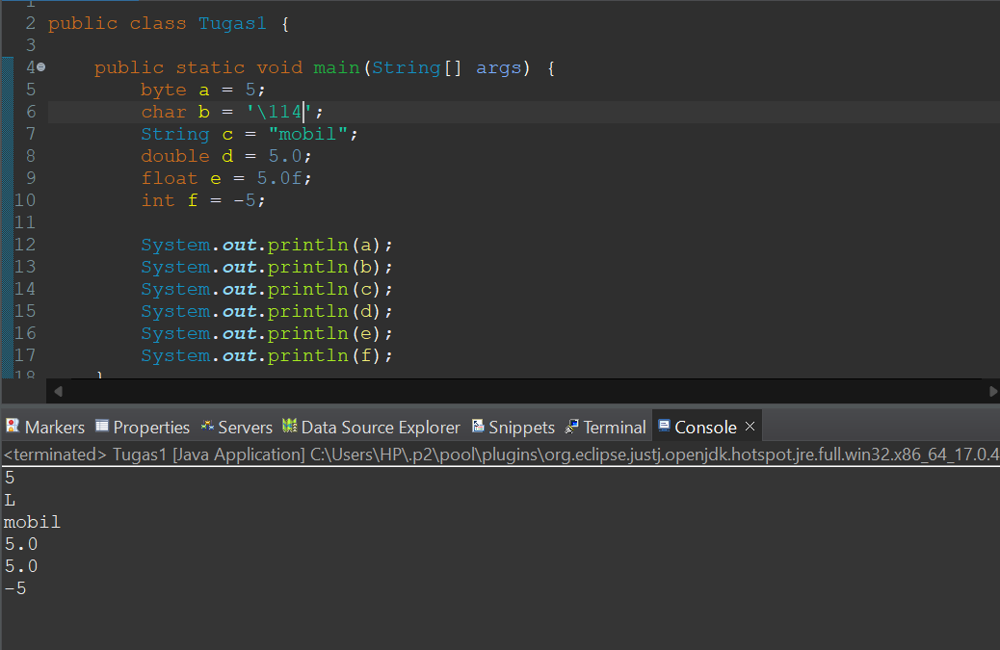 1
2 public class Tugas1 {
3
4 public static void main(String[] args) {
5 byte a = 5;
6 char b = '\114';
7 String c = "mobil";
8 double d = 5.0;
9 float e = 5.0f;
10 int f = -5;
11
12 System.out.println(a);
13 System.out.println(b);
14 System.out.println(c);
15 System.out.println(d);
16 System.out.println(e);
17 System.out.println(f);
18 }
Markers Properties Servers Data Source Explorer Snippets Terminal Console ×
<terminated> Tugas1 [Java Application] C:\Users\HP\.p2\pool\plugins\org.eclipse.justj.openjdk.hotspot.jre.full.win32.x86_64_17.0.4
5
L
mobil
5.0
5.0
-5